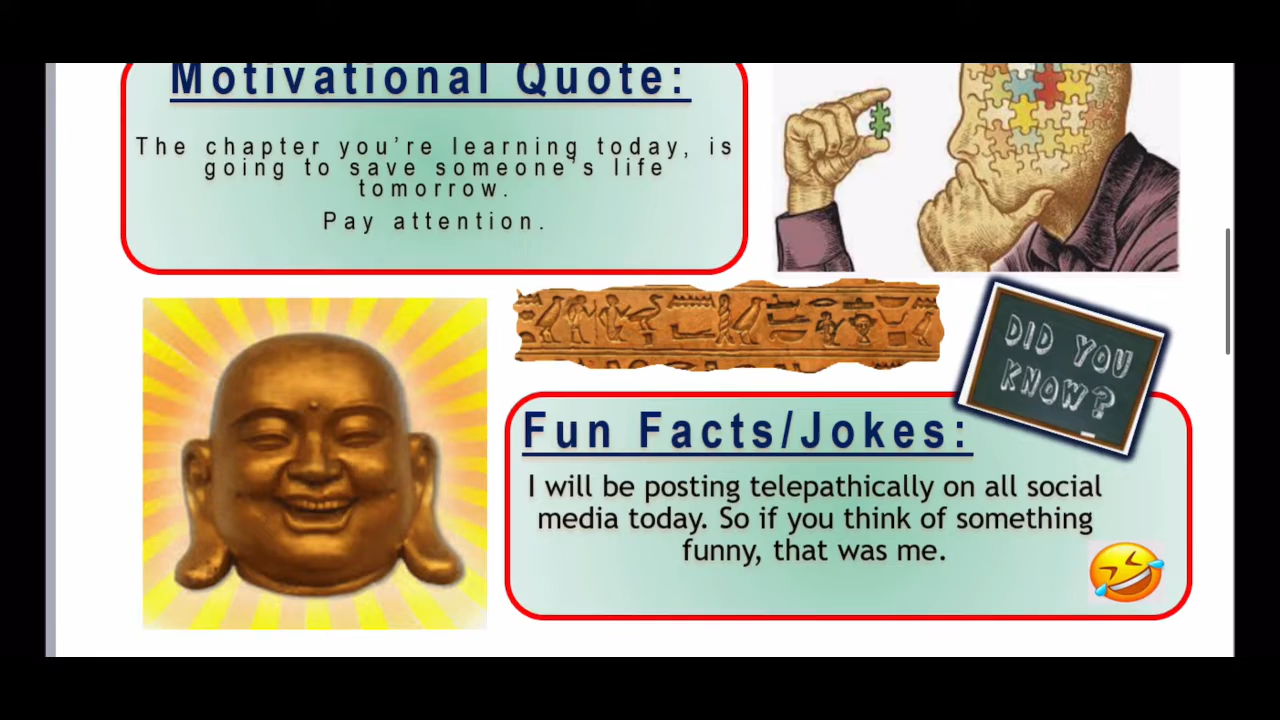 Motivational Quote:
The chapter you’re learning today, is
going to save someone’s life
tomorrow.
Pay attention.
DID YOU
KNOW?
Fun Facts/Jokes:
I will be posting telepathically on all social
media today. So if you think of something
funny, that was me.